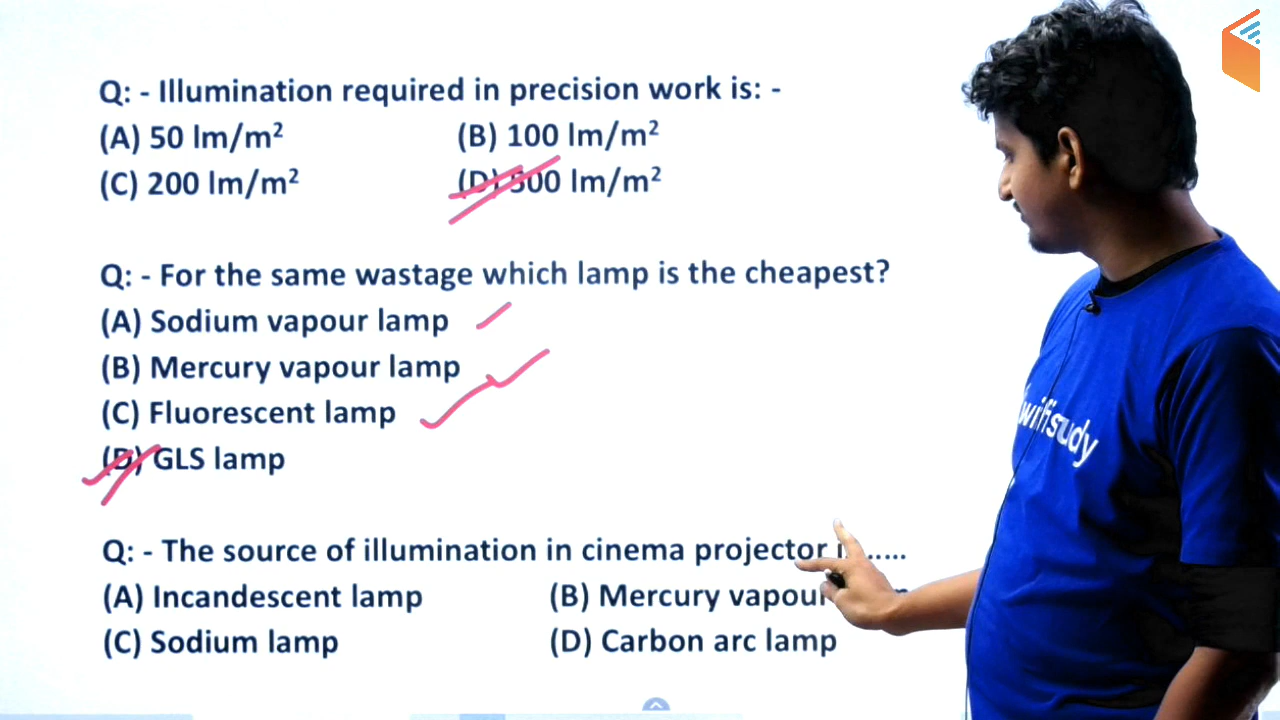 Q: - Illumination required in precision work is: -
(A) 50 lm/m² (B) 100 lm/m²
(C) 200 lm/m² (D) 500 lm/m²
Q: - For the same wastage which lamp is the cheapest?
(A) Sodium vapour lamp
(B) Mercury vapour lamp
(C) Fluorescent lamp
(D) GLS lamp
Q: - The source of illumination in cinema projector ......
(A) Incandescent lamp (B) Mercury vapour
(C) Sodium lamp (D) Carbon arc lamp
wifistudy